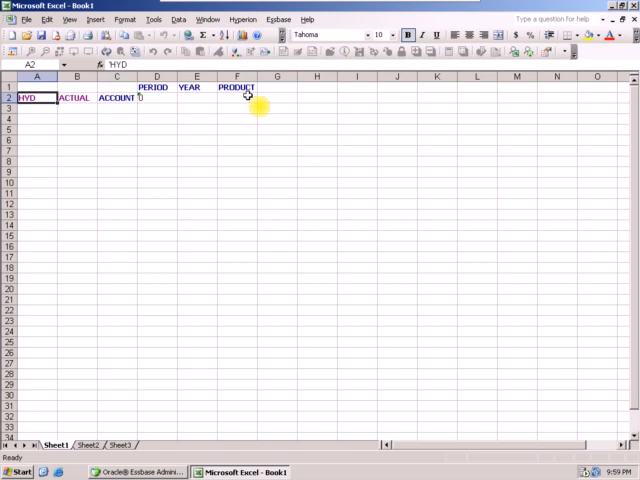 Microsoft Excel - Book1
File Edit View Insert Format Tools Data Window Hyperion Essbase Help
Type a question for help
Tahoma 10 B I U $ %
A2 fx 'HYD
A B C D E F G H I J K L M N O
1 PERIOD YEAR PRODUCT
2 HYD ACTUAL ACCOUNT 0
3
4
5
6
7
8
9
10
11
12
13
14
15
16
17
18
19
20
21
22
23
24
25
26
27
28
29
30
31
32
33
34
Sheet1 Sheet2 Sheet3
Ready
Start Oracle® Essbase Admini... Microsoft Excel - Book1 9:59 PM